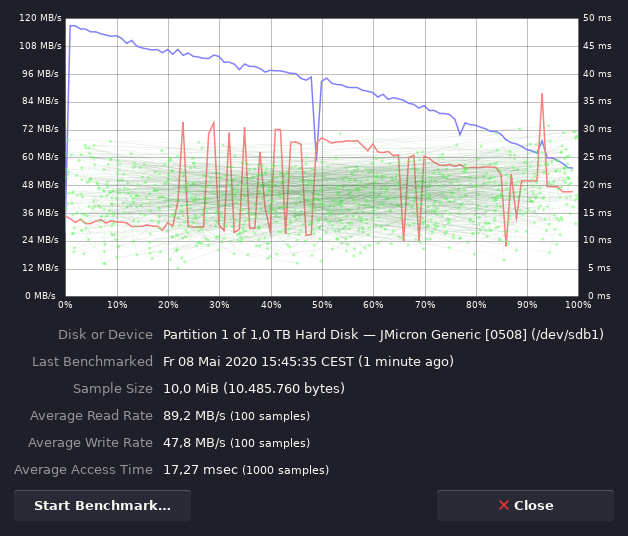 120 MB/s 50 ms
108 MB/s 45 ms
96 MB/s 40 ms
84 MB/s 35 ms
72 MB/s 30 ms
60 MB/s 25 ms
48 MB/s 20 ms
36 MB/s 15 ms
24 MB/s 10 ms
12 MB/s 5 ms
0 MB/s 0 ms
0% 10% 20% 30% 40% 50% 60% 70% 80% 90% 100%
Disk or Device Partition 1 of 1,0 TB Hard Disk — JMicron Generic [0508] (/dev/sdb1)
Last Benchmarked Fr 08 Mai 2020 15:45:35 CEST (1 minute ago)
Sample Size 10,0 MiB (10.485.760 bytes)
Average Read Rate 89,2 MB/s (100 samples)
Average Write Rate 47,8 MB/s (100 samples)
Average Access Time 17,27 msec (1000 samples)
Start Benchmark... Close